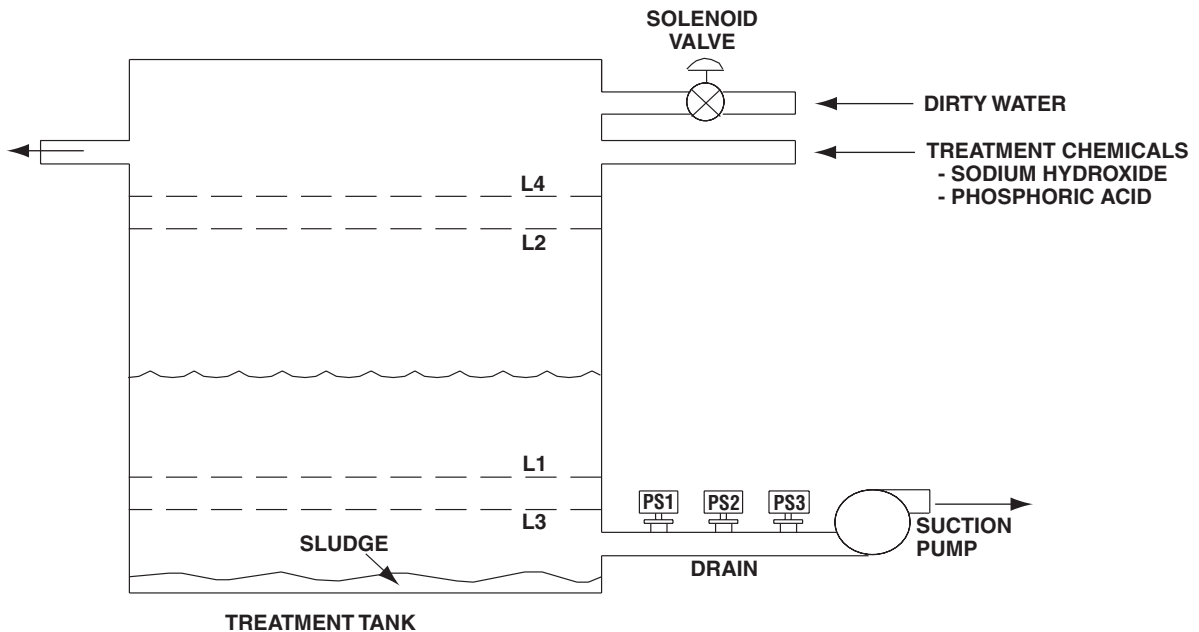 SOLENOID
VALVE
DIRTY WATER
TREATMENT CHEMICALS
- SODIUM HYDROXIDE
- PHOSPHORIC ACID
L4
L2
L1
L3
PS1 PS2 PS3
SUCTION
PUMP
SLUDGE
DRAIN
TREATMENT TANK